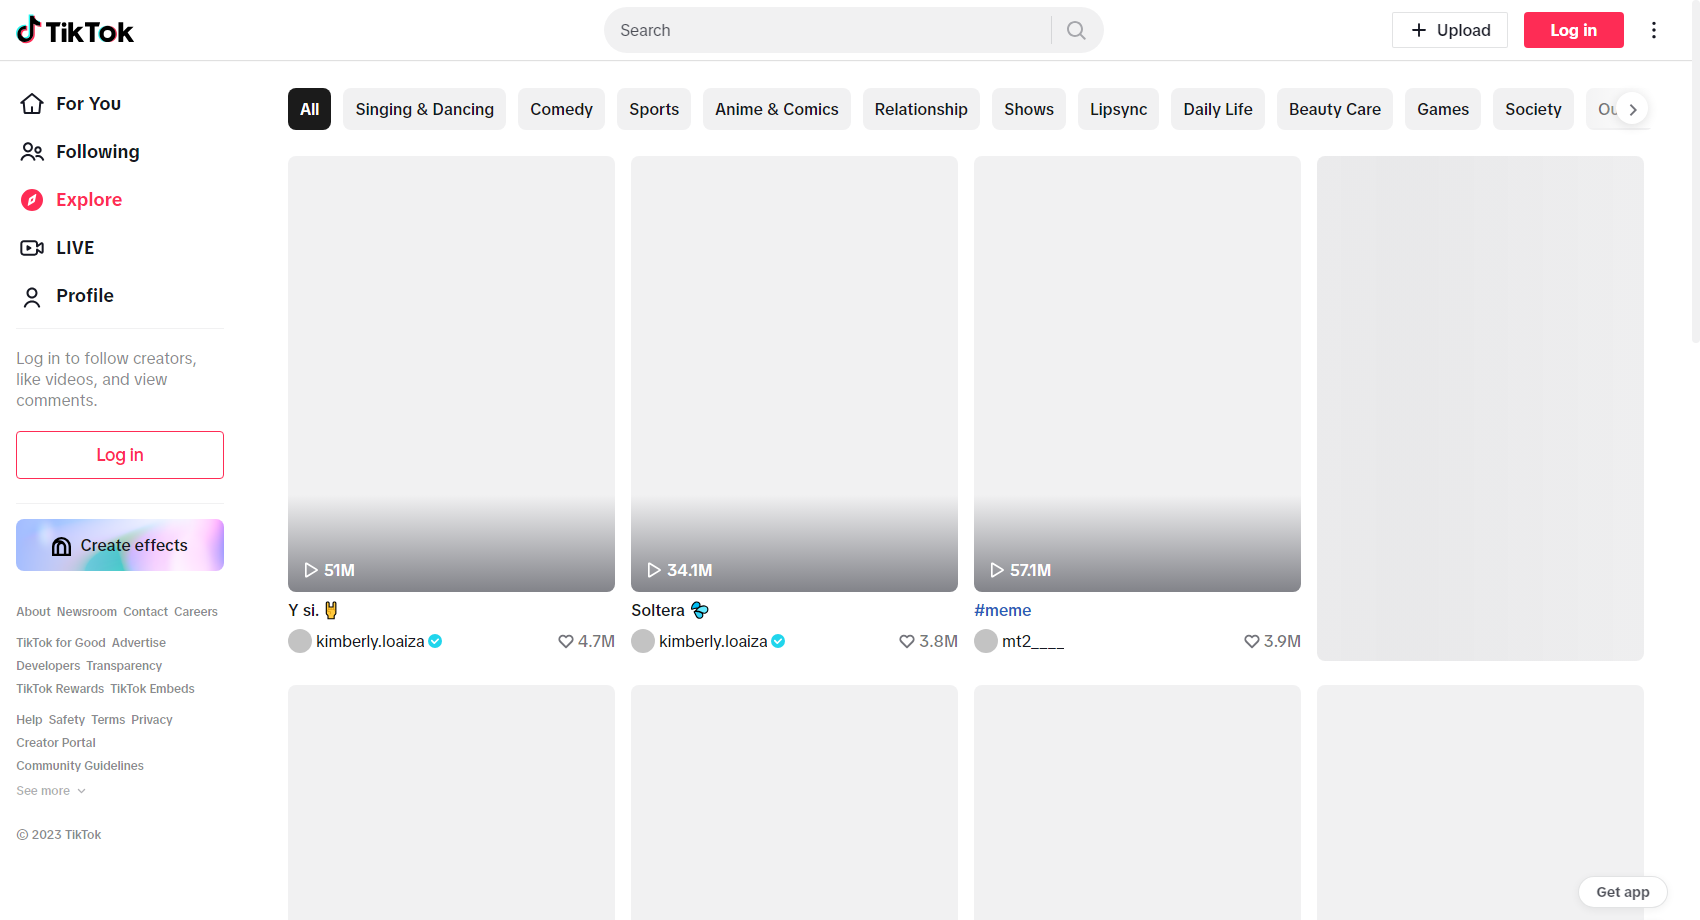 TikTok
Search
Upload
Log in
For You
Following
Explore
LIVE
Profile
Log in to follow creators,
like videos, and view
comments.
Log in
Create effects
About Newsroom Contact Careers
TikTok for Good Advertise
Developers Transparency
TikTok Rewards TikTok Embeds
Help Safety Terms Privacy
Creator Portal
Community Guidelines
See more
© 2023 TikTok
All Singing & Dancing Comedy Sports Anime & Comics Relationship Shows Lipsync Daily Life Beauty Care Games Society
51M
Y si. 🤘
kimberly.loaiza 4.7M
34.1M
Soltera
kimberly.loaiza 3.8M
57.1M
#meme
mt2____ 3.9M
Get app